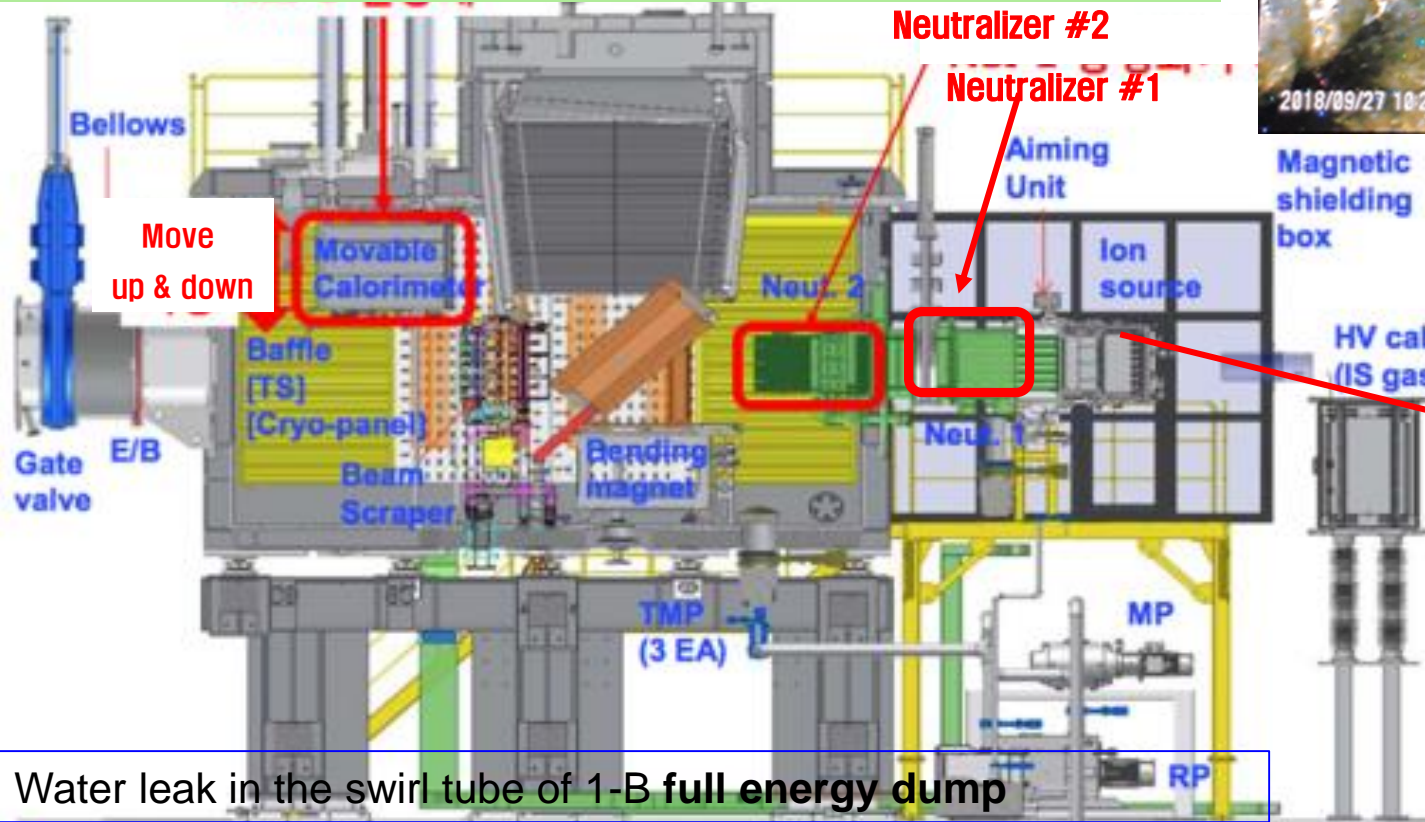 Neutralizer #2
Neutralizer #1
2018/09/27 10:2
Bellows
Aiming
Unit
Magnetic
shielding
box
Move
up & down
Movable
Calorimeter
Ion
source
Neut. 2
Baffle
[TS]
[Cryo-panel]
HV cal
(IS gas
Gate
valve
E/B
Neut. 1
Beam
Scraper
Bending
magnet
TMP
(3 EA)
MP
RP
Water leak in the swirl tube of 1-B full energy dump